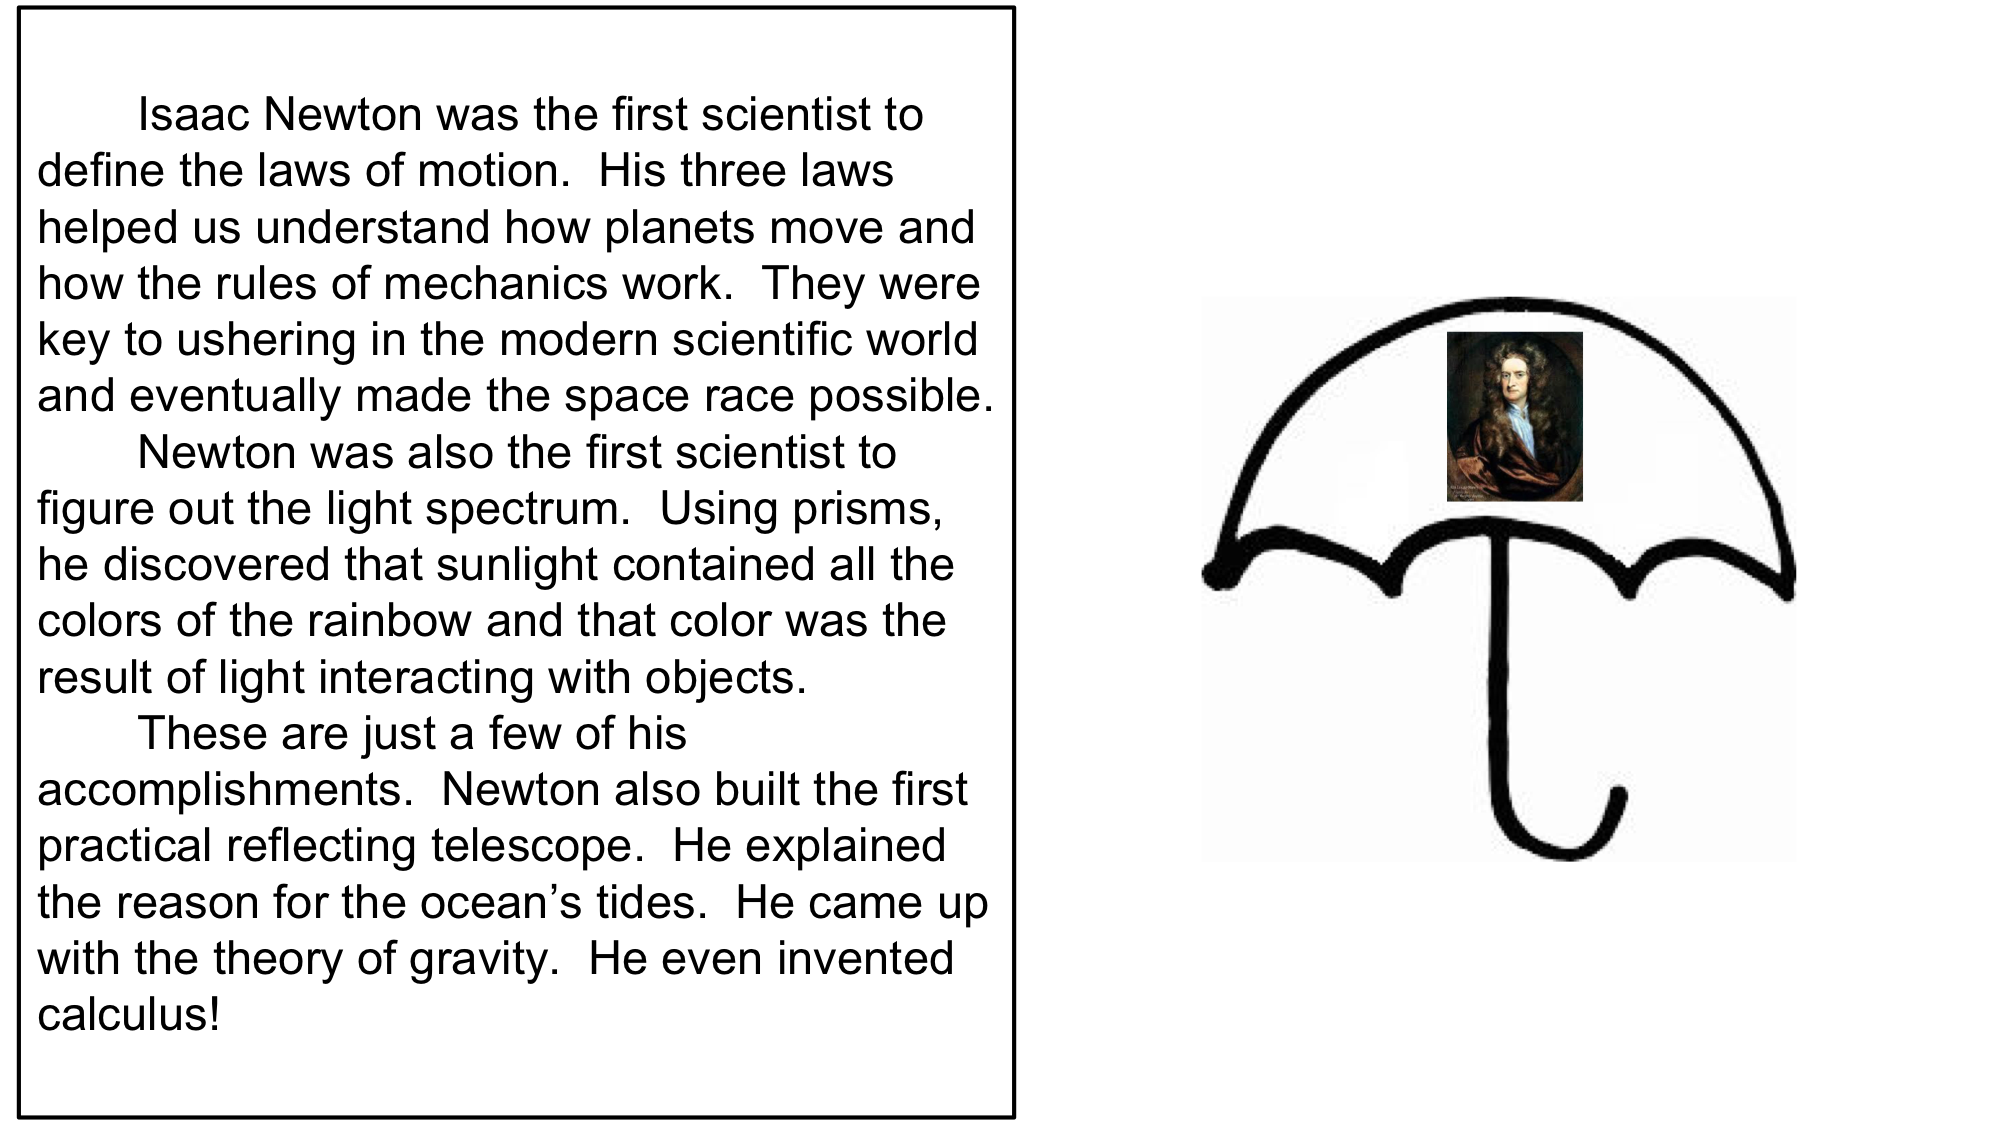 Isaac Newton was the first scientist to
define the laws of motion.  His three laws
helped us understand how planets move and
how the rules of mechanics work.  They were
key to ushering in the modern scientific world
and eventually made the space race possible.
Newton was also the first scientist to
figure out the light spectrum.  Using prisms,
he discovered that sunlight contained all the
colors of the rainbow and that color was the
result of light interacting with objects.
These are just a few of his
accomplishments.  Newton also built the first
practical reflecting telescope.  He explained
the reason for the ocean’s tides.  He came up
with the theory of gravity.  He even invented
calculus!